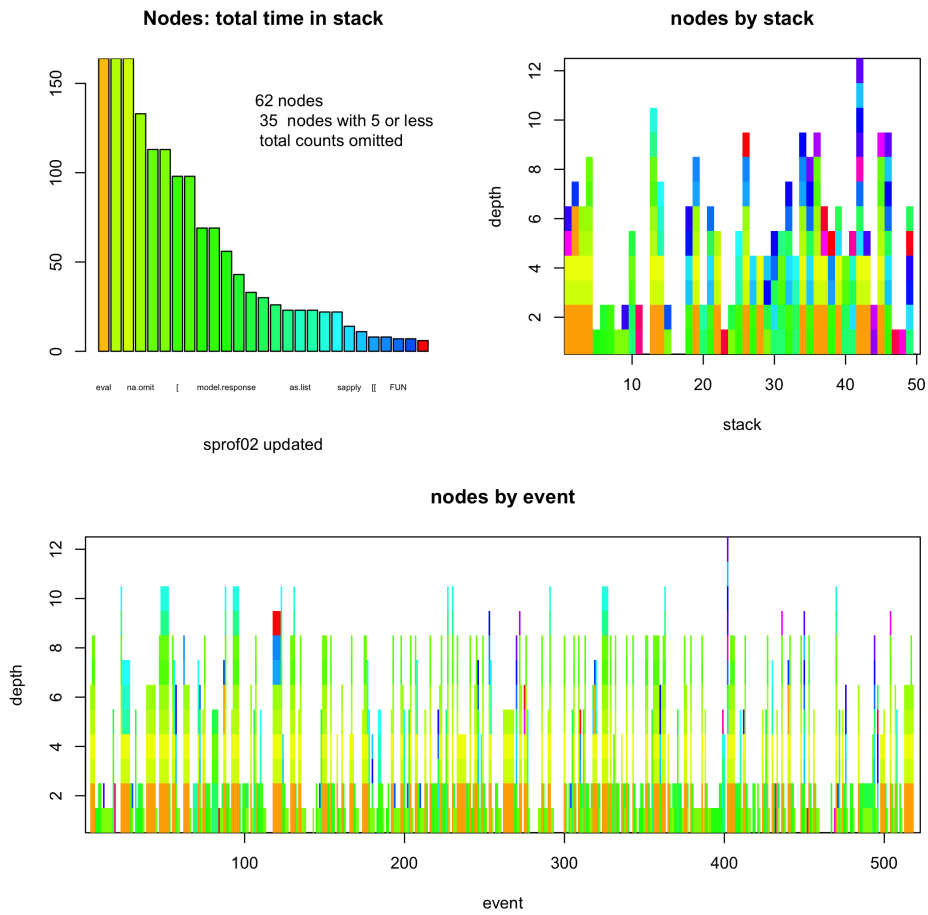 Nodes: total time in stack
150
100
50
0
62 nodes
35 nodes with 5 or less
total counts omitted
eval na.omit [ model.response as.list sapply [[ FUN
sprof02 updated
nodes by stack
depth
12
10
8
6
4
2
10 20 30 40 50
stack
nodes by event
depth
12
10
8
6
4
2
100 200 300 400 500
event